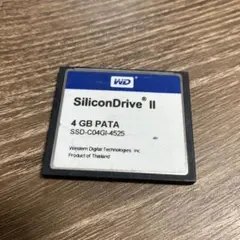 WD
SiliconDrive® II
4 GB PATA
SSD-C04GI-4525
Western Digital Technologies Inc
Product of Thailand